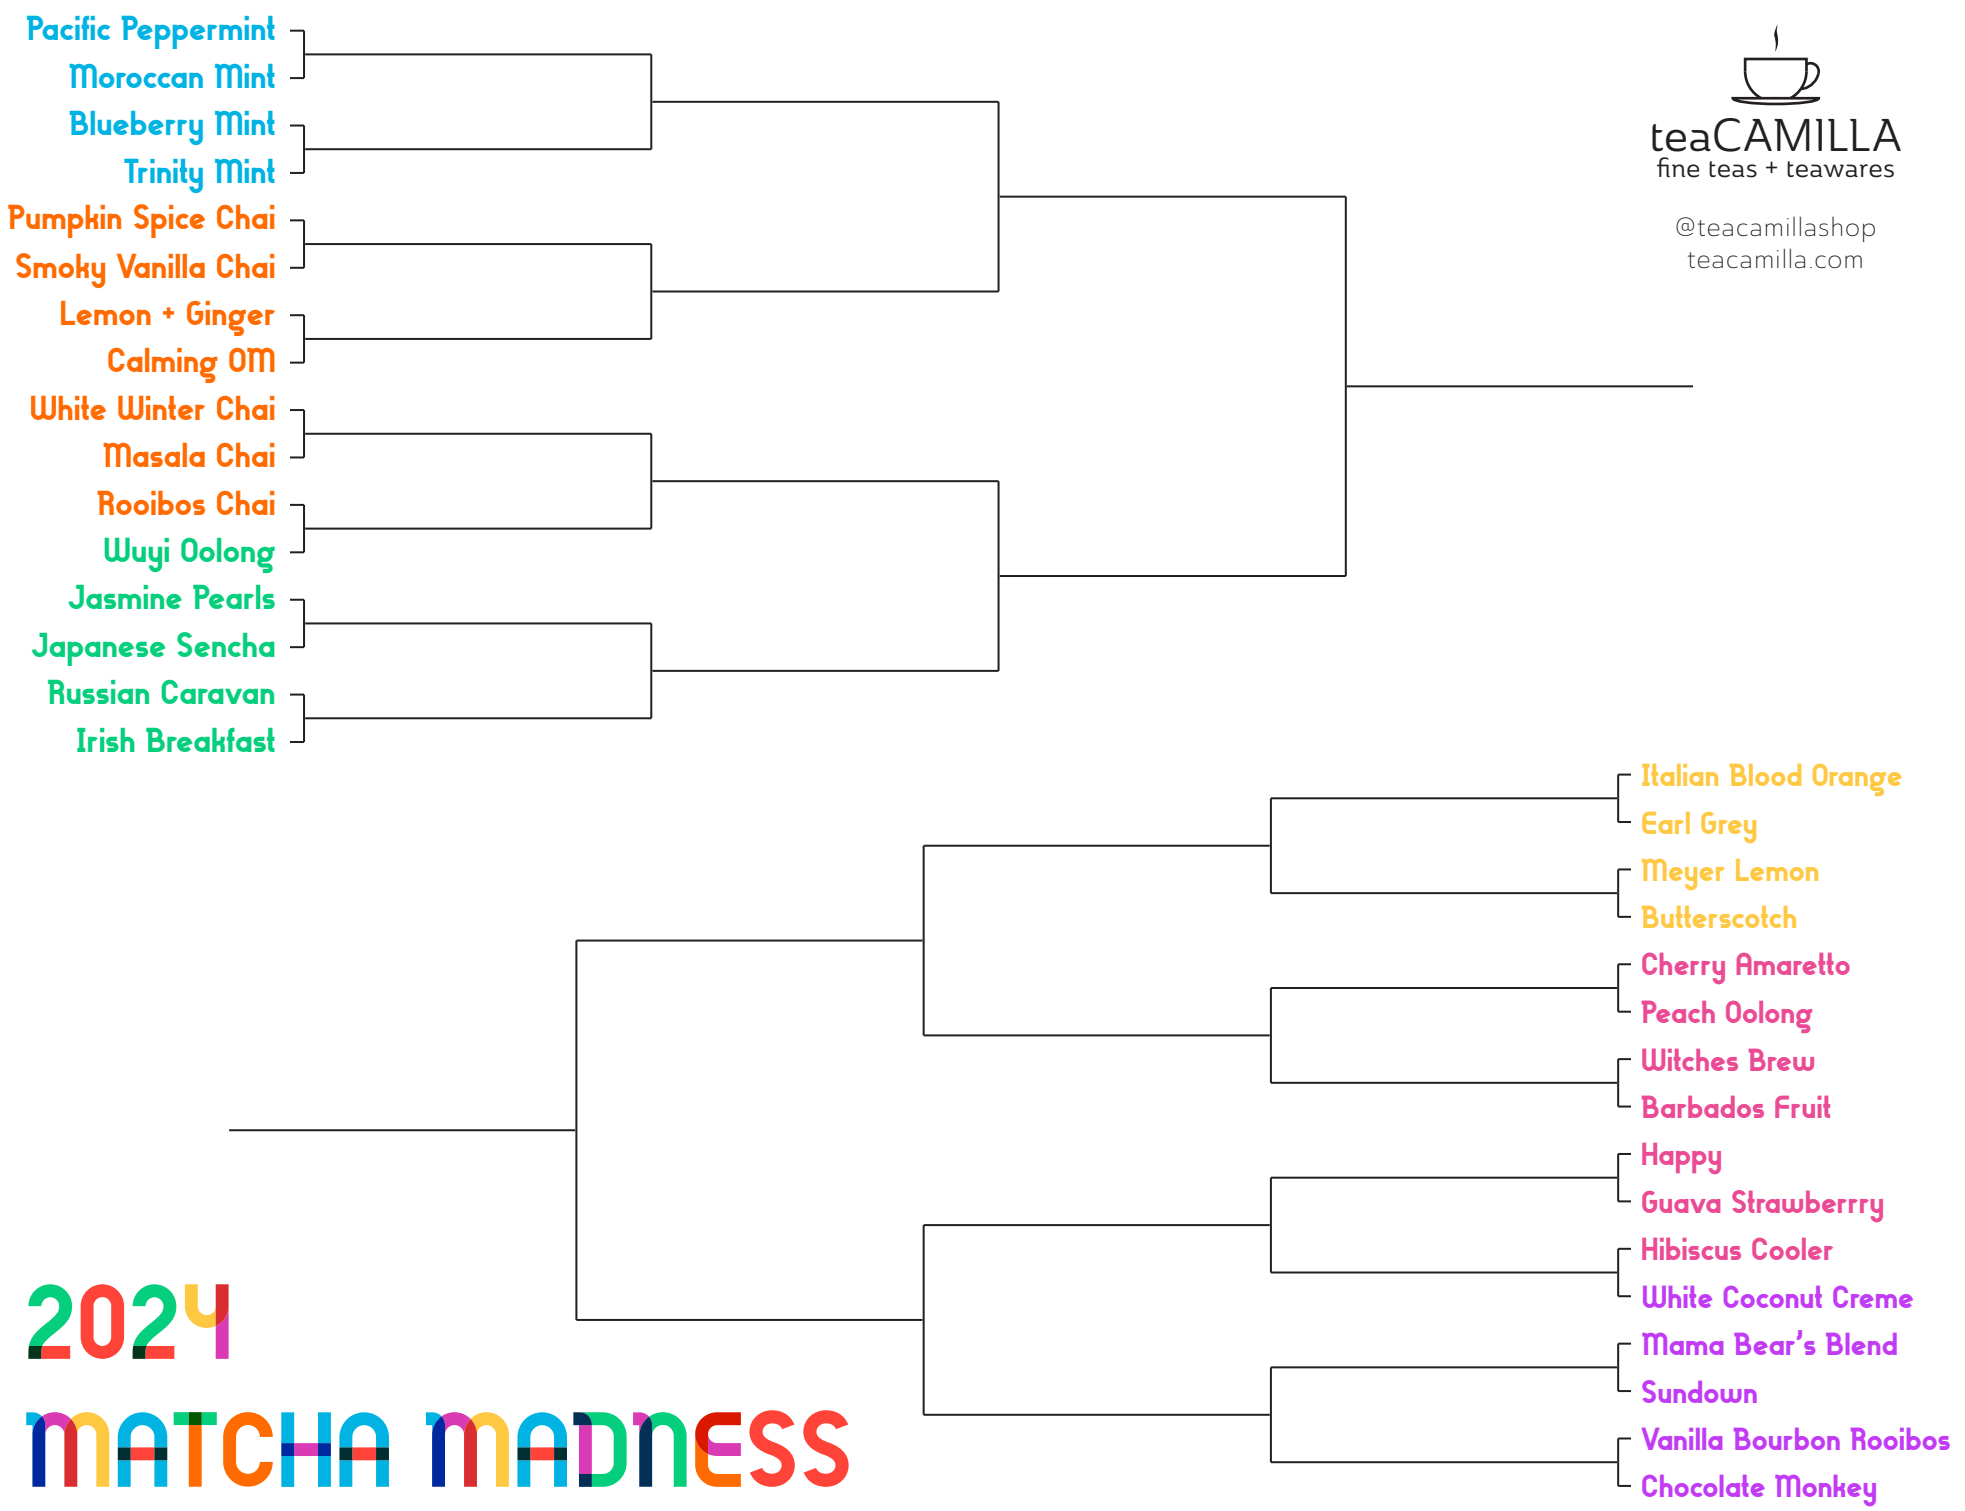 Pacific Peppermint
Moroccan Mint
Blueberry Mint
Trinity Mint
Pumpkin Spice Chai
Smoky Vanilla Chai
Lemon + Ginger
Calming OM
White Winter Chai
Masala Chai
Rooibos Chai
Wuyi Oolong
Jasmine Pearls
Japanese Sencha
Russian Caravan
Irish Breakfast
teaCAMILLA
fine teas + teawares
@teacamillashop
teacamilla.com
Italian Blood Orange
Earl Grey
Meyer Lemon
Butterscotch
Cherry Amaretto
Peach Oolong
Witches Brew
Barbados Fruit
Happy
Guava Strawberrry
Hibiscus Cooler
White Coconut Creme
Mama Bear's Blend
Sundown
Vanilla Bourbon Rooibos
Chocolate Monkey
2024
MATCHA MADNESS